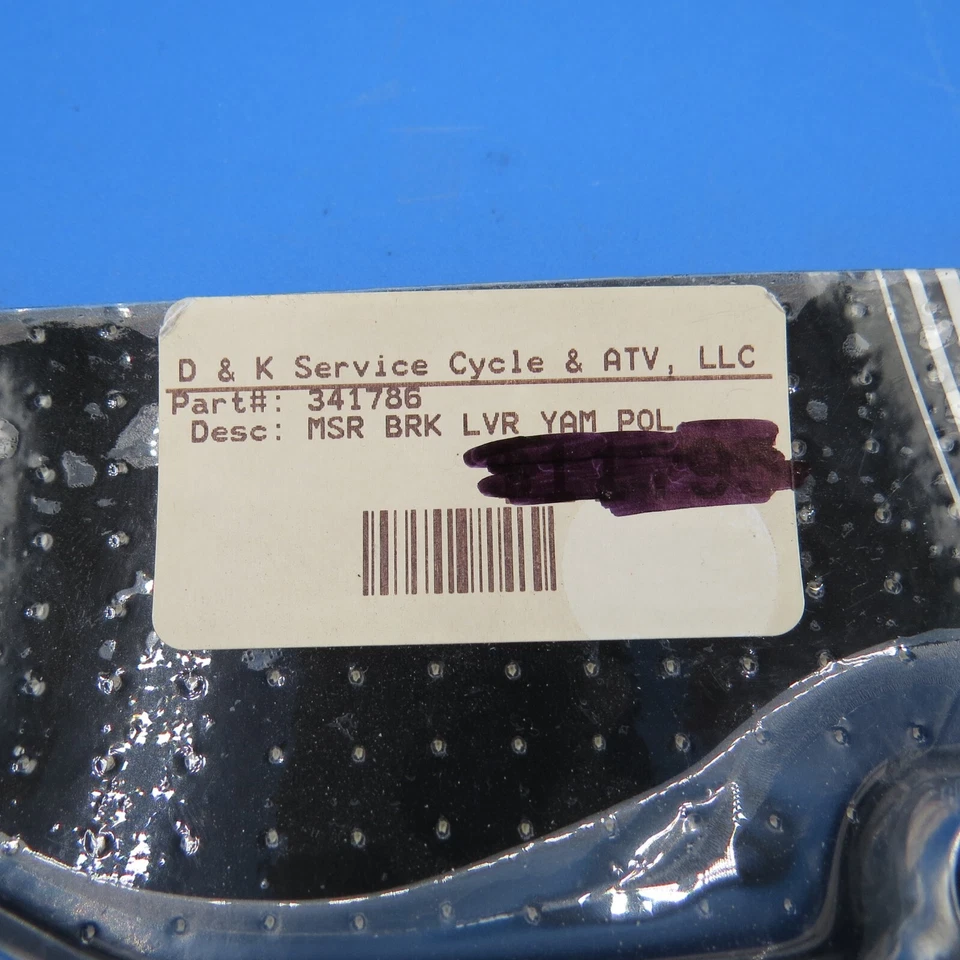 D & K Service Cycle & ATV, LLC
Part#: 341786
Desc: MSR BRK LVR YAM POL